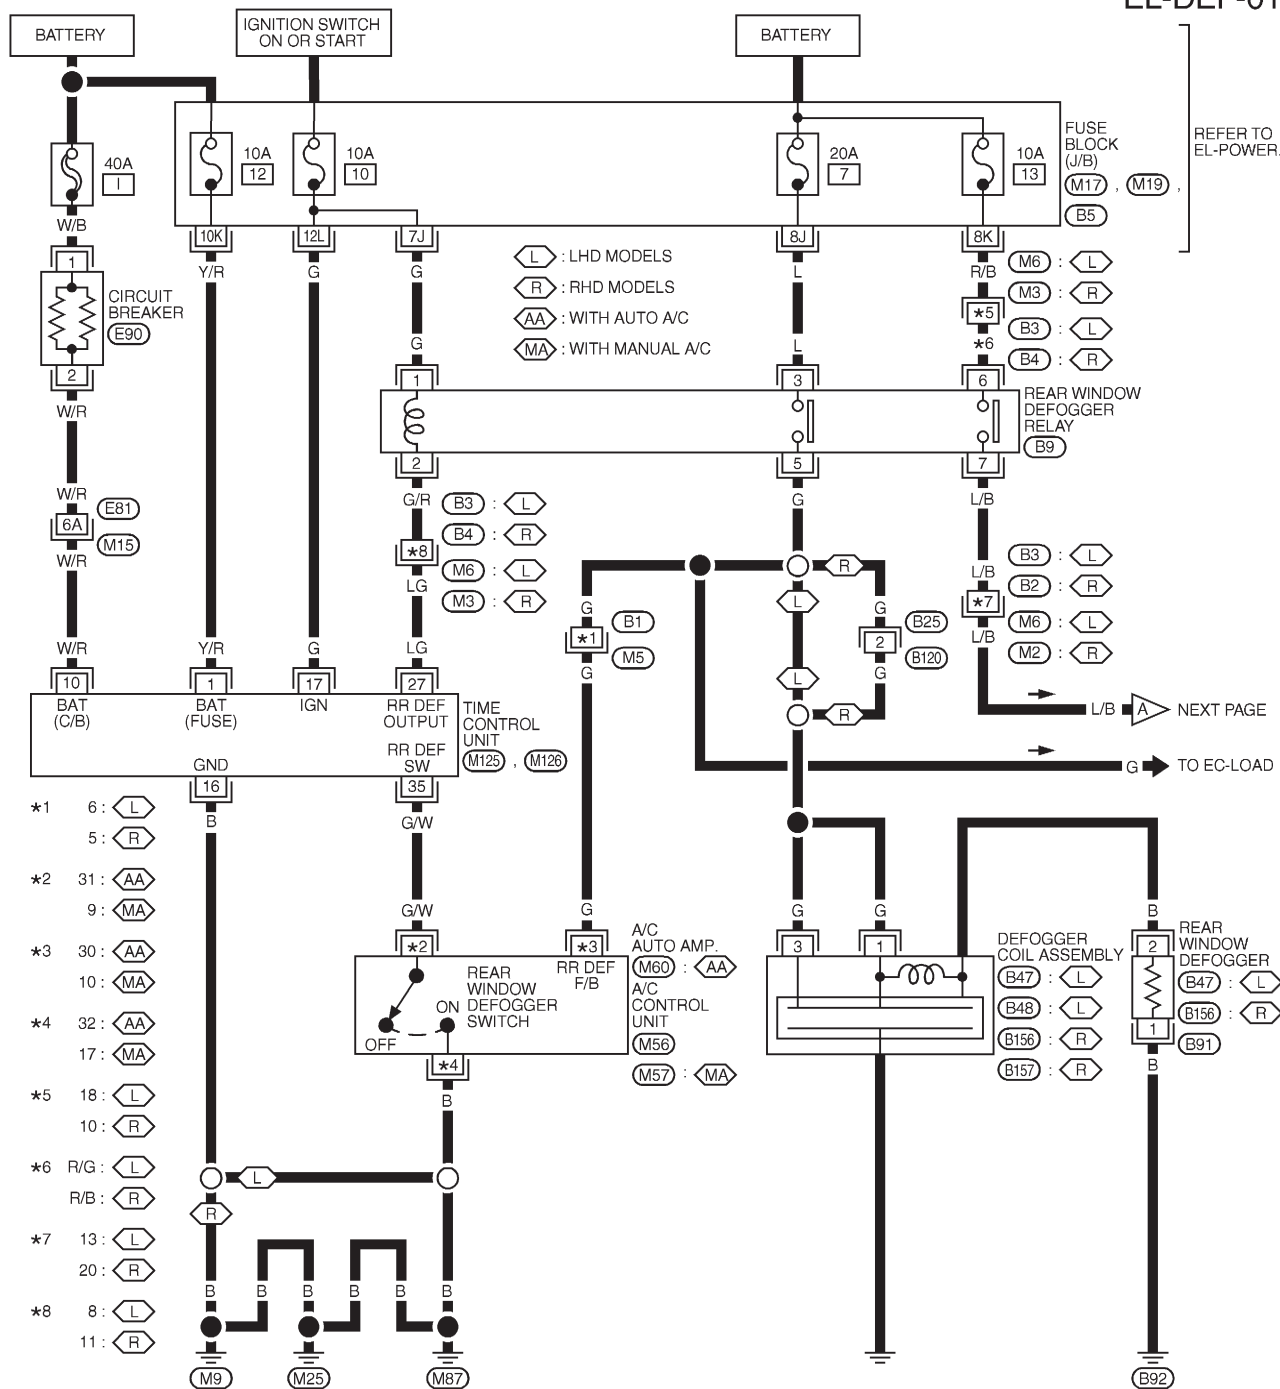 EL-DEF-01
BATTERY
IGNITION SWITCH
ON OR START
BATTERY
40A
I
10A
12
10A
10
20A
7
10A
13
FUSE
BLOCK
(J/B)
M17 , M19 ,
B5
REFER TO
EL-POWER.
W/B
10K
12L
7J
8J
8K
Y/R
G
G
L
R/B
L : LHD MODELS
R : RHD MODELS
AA : WITH AUTO A/C
MA : WITH MANUAL A/C
M6 : L
M3 : R
*5
B3 : L
*6
B4 : R
1
CIRCUIT
BREAKER
E90
2
W/R
G
L
1
3
6
REAR WINDOW
DEFOGGER
RELAY
B9
2
5
7
G/R
G
L/B
W/R
E81
6A
M15
W/R
B3 : L
B4 : R
*8
M6 : L
M3 : R
LG
R
L
G
G
*1
B1
M5
G
2
B25
B120
G
L
R
L/B
*7
L/B
B3 : L
B2 : R
M6 : L
M2 : R
L/B A NEXT PAGE
G TO EC-LOAD
W/R
Y/R
G
LG
10
1
17
27
BAT
(C/B)
BAT
(FUSE)
IGN
RR DEF
OUTPUT
TIME
CONTROL
UNIT
M125 , M126
GND
RR DEF
SW
16
35
B
G/W
G/W
G
*2
*3
A/C
AUTO AMP.
M60 : AA
A/C
CONTROL
UNIT
M56
M57 : MA
RR DEF
F/B
REAR
WINDOW
DEFOGGER
SWITCH
ON
OFF
*4
B
G
G
3
1
DEFOGGER
COIL ASSEMBLY
B47 : L
B48 : L
B156 : R
B157 : R
B
2
REAR
WINDOW
DEFOGGER
B47 : L
B156 : R
1
B91
B
*1 6 : L
5 : R
*2 31 : AA
9 : MA
*3 30 : AA
10 : MA
*4 32 : AA
17 : MA
*5 18 : L
10 : R
*6 R/G : L
R/B : R
*7 13 : L
20 : R
*8 8 : L
11 : R
L
R
B
B
B
B
B
B
M9
M25
M87
B92